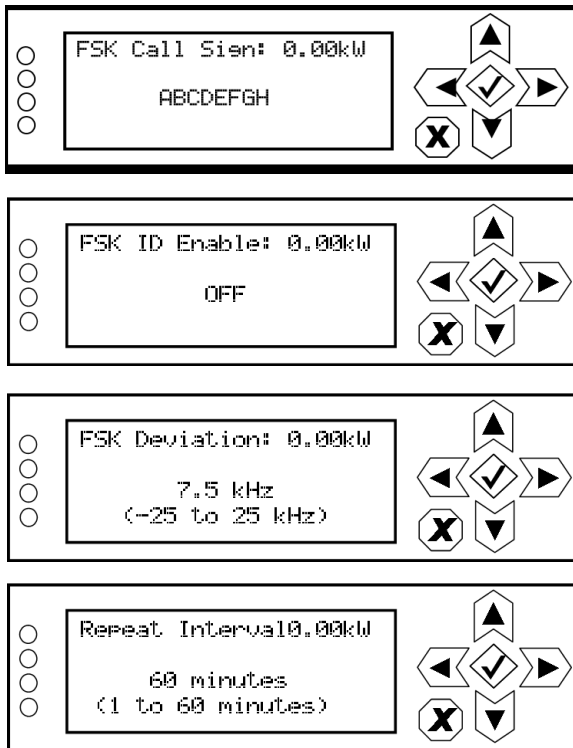 FSK Call Sign: 0.00kW
ABCDEFGH
FSK ID Enable: 0.00kW
OFF
FSK Deviation: 0.00kW
7.5 kHz
(-25 to 25 kHz)
Repeat Interval0.00kW
60 minutes
(1 to 60 minutes)